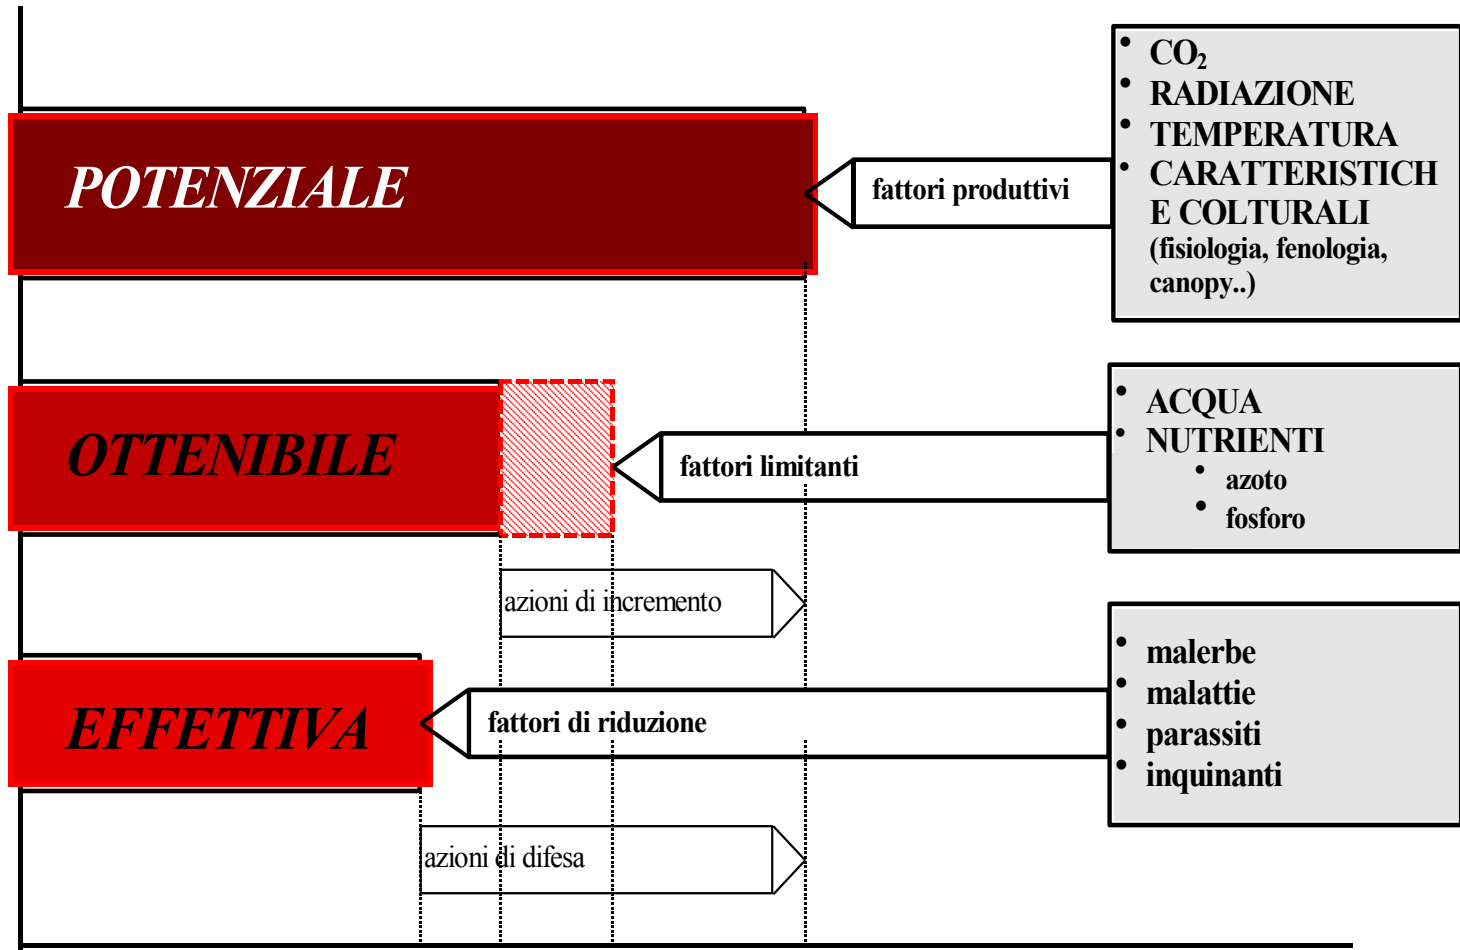 POTENZIALE
fattori produttivi
• CO₂
• RADIAZIONE
• TEMPERATURA
• CARATTERISTICH
E COLTURALI
(fisiologia, fenologia,
canopy..)
OTTENIBILE
fattori limitanti
• ACQUA
• NUTRIENTI
• azoto
• fosforo
azioni di incremento
EFFETTIVA
fattori di riduzione
• malerbe
• malattie
• parassiti
• inquinanti
azioni di difesa